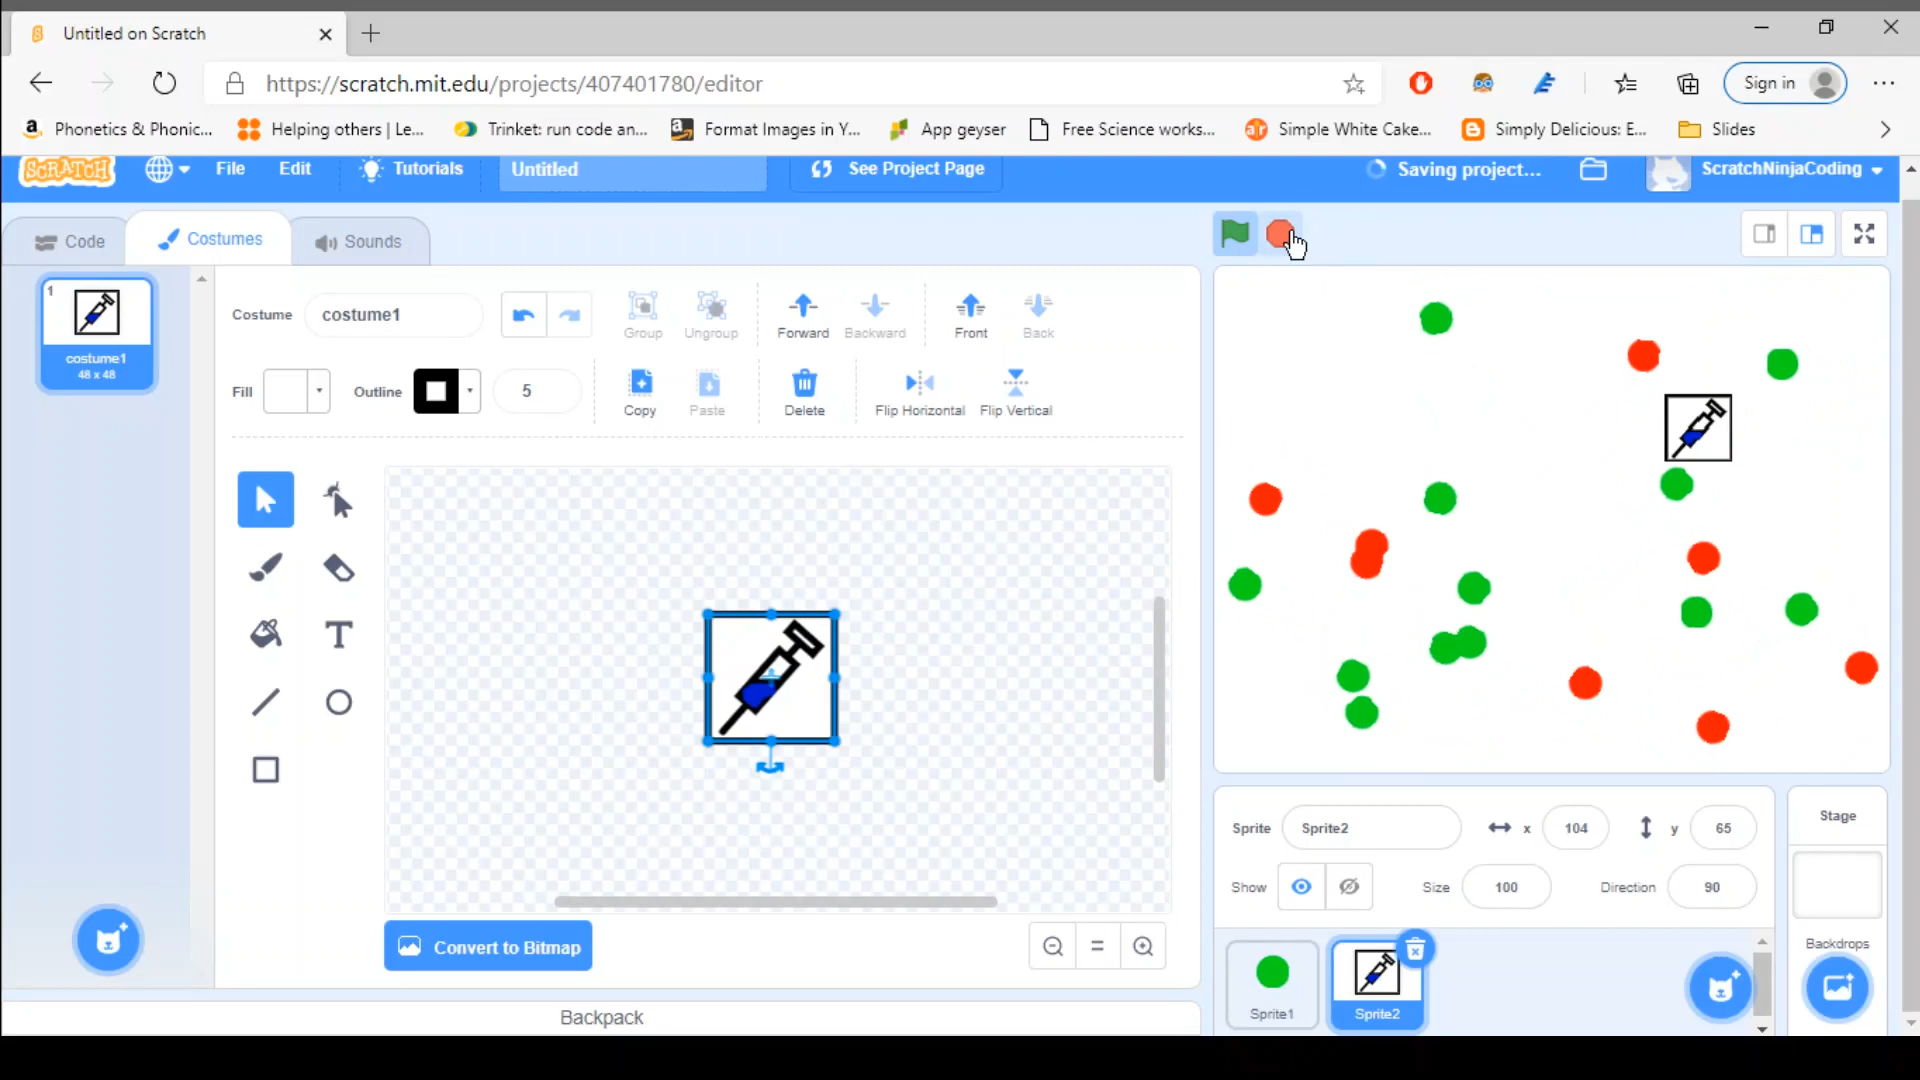 Untitled on Scratch
https://scratch.mit.edu/projects/407401780/editor
Sign in
Phonetics & Phonic...
Helping others | Le...
Trinket: run code an...
Format Images in Y...
App geyser
Free Science works...
Simple White Cake...
Simply Delicious: E...
Slides
SCRATCH
File
Edit
Tutorials
Untitled
See Project Page
Saving project...
ScratchNinjaCoding
Code
Costumes
Sounds
1
costume1
48 x 48
Costume
costume1
Group
Ungroup
Forward
Backward
Front
Back
Fill
Outline
5
Copy
Paste
Delete
Flip Horizontal
Flip Vertical
Convert to Bitmap
Backpack
Sprite
Sprite2
x
104
y
65
Show
Size
100
Direction
90
Sprite1
Sprite2
Stage
Backdrops